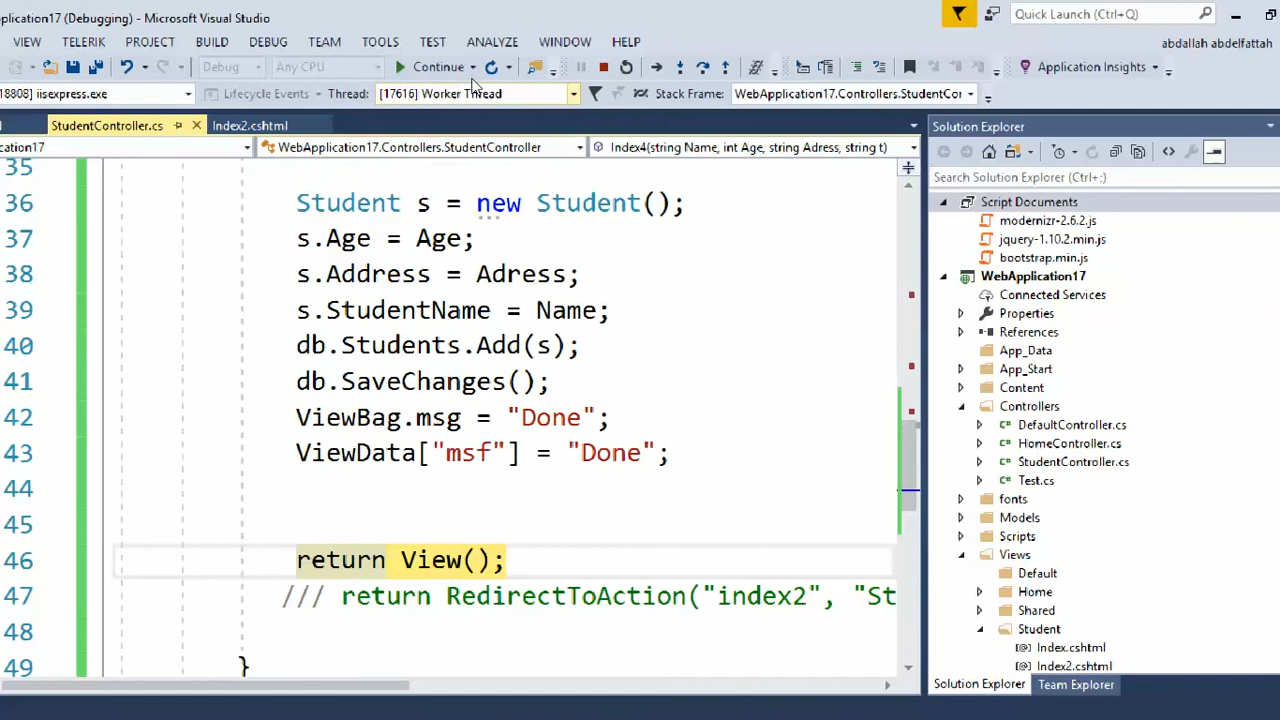 plication17 (Debugging) - Microsoft Visual Studio
Quick Launch (Ctrl+Q)
VIEW TELERIK PROJECT BUILD DEBUG TEAM TOOLS TEST ANALYZE WINDOW HELP
abdallah abdelfattah
Debug Any CPU Continue Application Insights
18808] iisexpress.exe Lifecycle Events Thread: [17616] Worker Thread Stack Frame: WebApplication17.Controllers.StudentCor
StudentController.cs Index2.cshtml
cation17 WebApplication17.Controllers.StudentController Index4(string Name, int Age, string Adress, string t)
35
36 Student s = new Student();
37 s.Age = Age;
38 s.Address = Adress;
39 s.StudentName = Name;
40 db.Students.Add(s);
41 db.SaveChanges();
42 ViewBag.msg = "Done";
43 ViewData["msf"] = "Done";
44
45
46 return View();
47 /// return RedirectToAction("index2", "St
48
49 }
Solution Explorer
Search Solution Explorer (Ctrl+;)
Script Documents
modernizr-2.6.2.js
jquery-1.10.2.min.js
bootstrap.min.js
WebApplication17
Connected Services
Properties
References
App_Data
App_Start
Content
Controllers
C# DefaultController.cs
C# HomeController.cs
C# StudentController.cs
C# Test.cs
fonts
Models
Scripts
Views
Default
Home
Shared
Student
[@] Index.cshtml
[@] Index2.cshtml
Solution Explorer Team Explorer